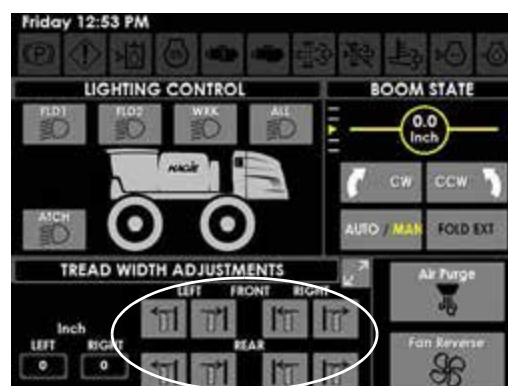 Friday 12:53 PM
(P)
LIGHTING CONTROL
BOOM STATE
FLD1 FLD2 WRK ALL
0.0
Inch
HAGIE
CW CCW
ATCH
AUTO / MAN FOLD EXT
TREAD WIDTH ADJUSTMENTS
Air Purge
LEFT FRONT RIGHT
Inch
LEFT RIGHT
REAR
Fan Reverse
0 0